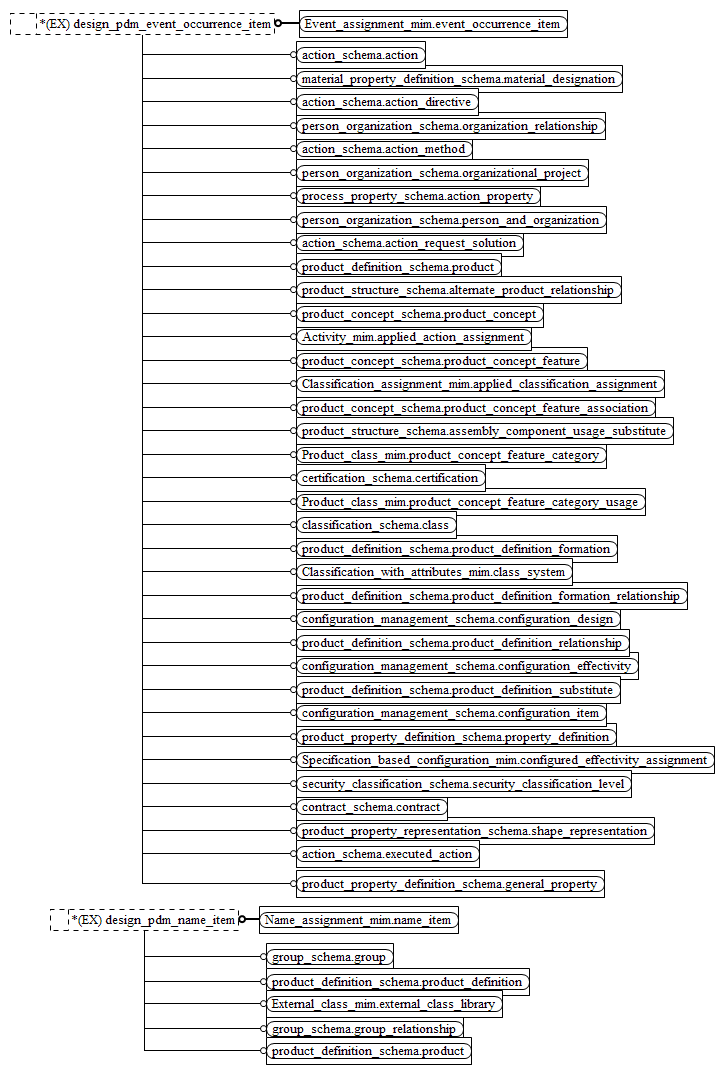 *(EX) design_pdm_event_occurrence_item
Event_assignment_mim.event_occurrence_item
action_schema.action
material_property_definition_schema.material_designation
action_schema.action_directive
person_organization_schema.organization_relationship
action_schema.action_method
person_organization_schema.organizational_project
process_property_schema.action_property
person_organization_schema.person_and_organization
action_schema.action_request_solution
product_definition_schema.product
product_structure_schema.alternate_product_relationship
product_concept_schema.product_concept
Activity_mim.applied_action_assignment
product_concept_schema.product_concept_feature
Classification_assignment_mim.applied_classification_assignment
product_concept_schema.product_concept_feature_association
product_structure_schema.assembly_component_usage_substitute
Product_class_mim.product_concept_feature_category
certification_schema.certification
Product_class_mim.product_concept_feature_category_usage
classification_schema.class
product_definition_schema.product_definition_formation
Classification_with_attributes_mim.class_system
product_definition_schema.product_definition_formation_relationship
configuration_management_schema.configuration_design
product_definition_schema.product_definition_relationship
configuration_management_schema.configuration_effectivity
product_definition_schema.product_definition_substitute
configuration_management_schema.configuration_item
product_property_definition_schema.property_definition
Specification_based_configuration_mim.configured_effectivity_assignment
security_classification_schema.security_classification_level
contract_schema.contract
product_property_representation_schema.shape_representation
action_schema.executed_action
product_property_definition_schema.general_property
*(EX) design_pdm_name_item
Name_assignment_mim.name_item
group_schema.group
product_definition_schema.product_definition
External_class_mim.external_class_library
group_schema.group_relationship
product_definition_schema.product